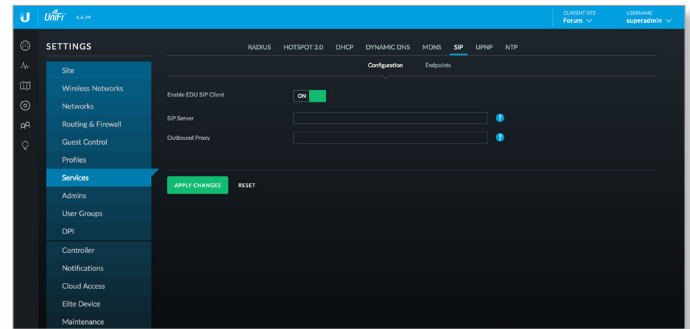 U UniFi 5.6.29
CURRENT SITE
Forum
USERNAME
superadmin
SETTINGS
RADIUS HOTSPOT 2.0 DHCP DYNAMIC DNS MDNS SIP UPNP NTP
Configuration Endpoints
Site
Wireless Networks
Networks
Routing & Firewall
Guest Control
Profiles
Services
Admins
User Groups
DPI
Controller
Notifications
Cloud Access
Elite Device
Maintenance
Enable EDU SIP Client ON
SIP Server ?
Outbound Proxy ?
APPLY CHANGES RESET